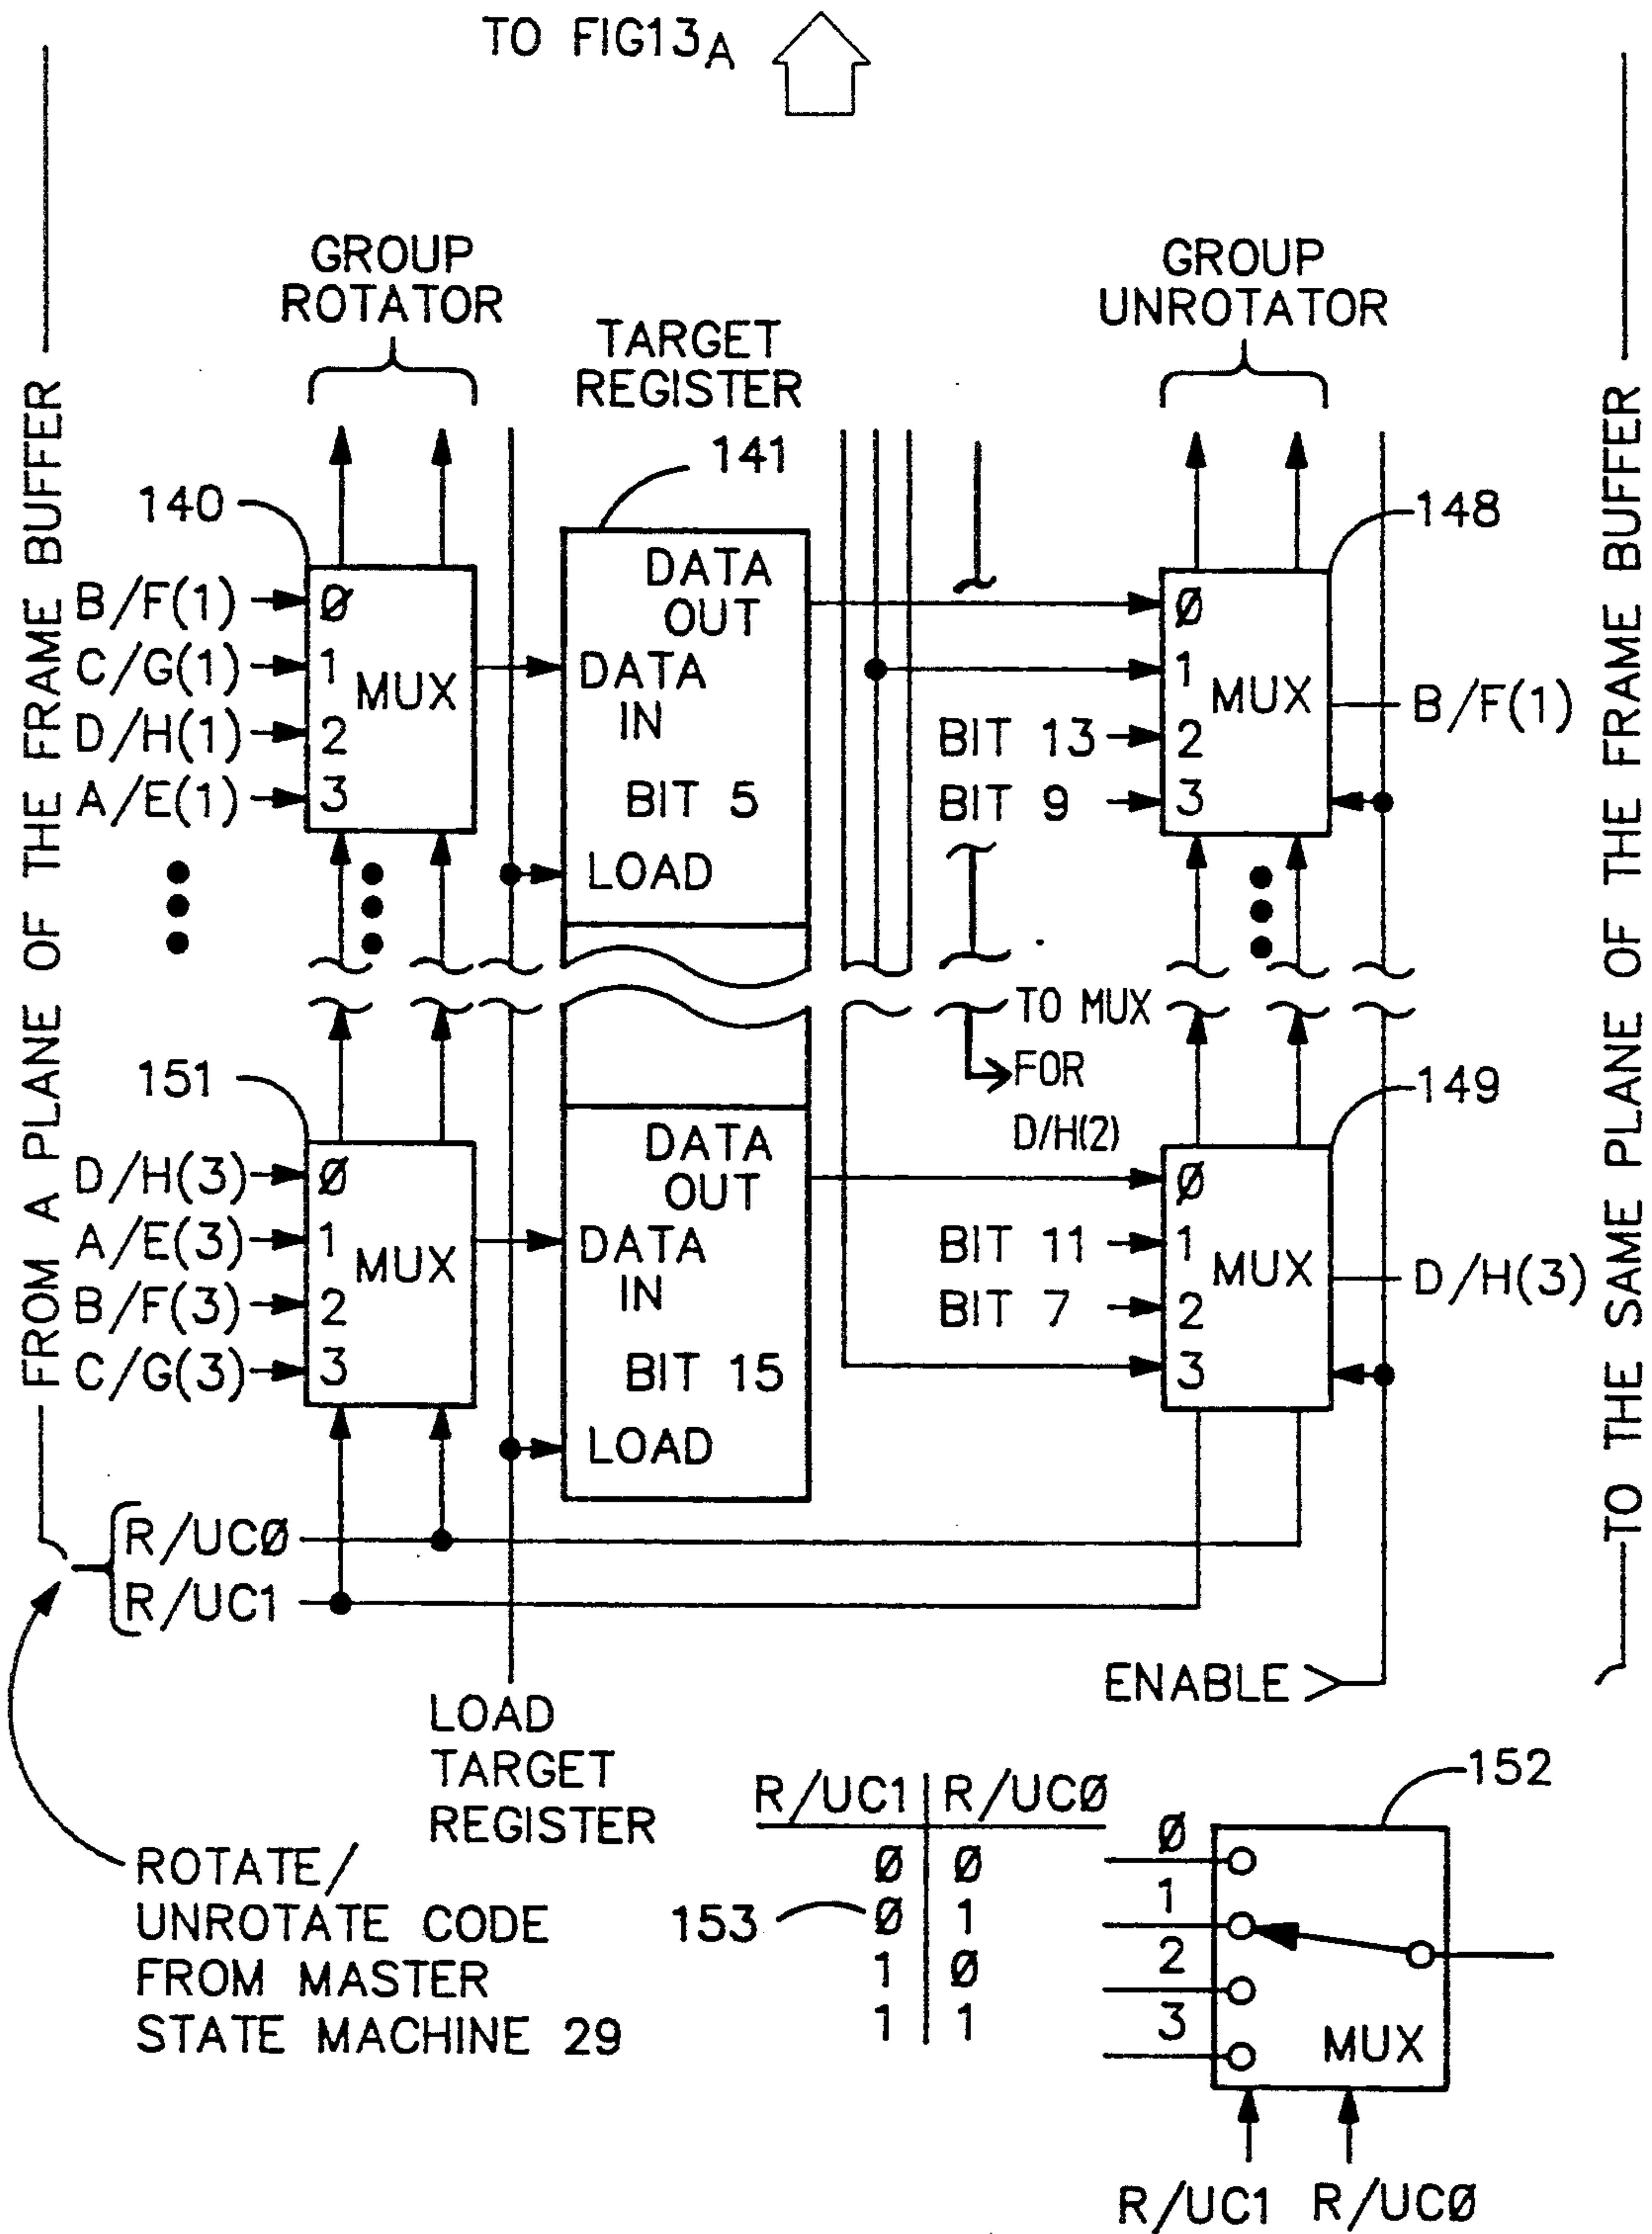 TO FIG13A
GROUP
ROTATOR
GROUP
UNROTATOR
TARGET
REGISTER
141
140
148
FROM A PLANE OF THE FRAME BUFFER
TO THE SAME PLANE OF THE FRAME BUFFER
B/F(1)
C/G(1)
D/H(1)
A/E(1)
Ø
1
2
3
MUX
DATA
OUT
DATA
IN
BIT 5
LOAD
BIT 13
BIT 9
Ø
1
2
3
MUX
B/F(1)
TO MUX
FOR
D/H(2)
151
149
D/H(3)
A/E(3)
B/F(3)
C/G(3)
Ø
1
2
3
MUX
DATA
OUT
DATA
IN
BIT 15
LOAD
BIT 11
BIT 7
Ø
1
2
3
MUX
D/H(3)
R/UCØ
R/UC1
ENABLE
LOAD
TARGET
REGISTER
ROTATE/
UNROTATE CODE
FROM MASTER
STATE MACHINE 29
R/UC1 R/UCØ
Ø Ø
153 Ø 1
1 Ø
1 1
152
Ø
1
2
3
MUX
R/UC1 R/UCØ